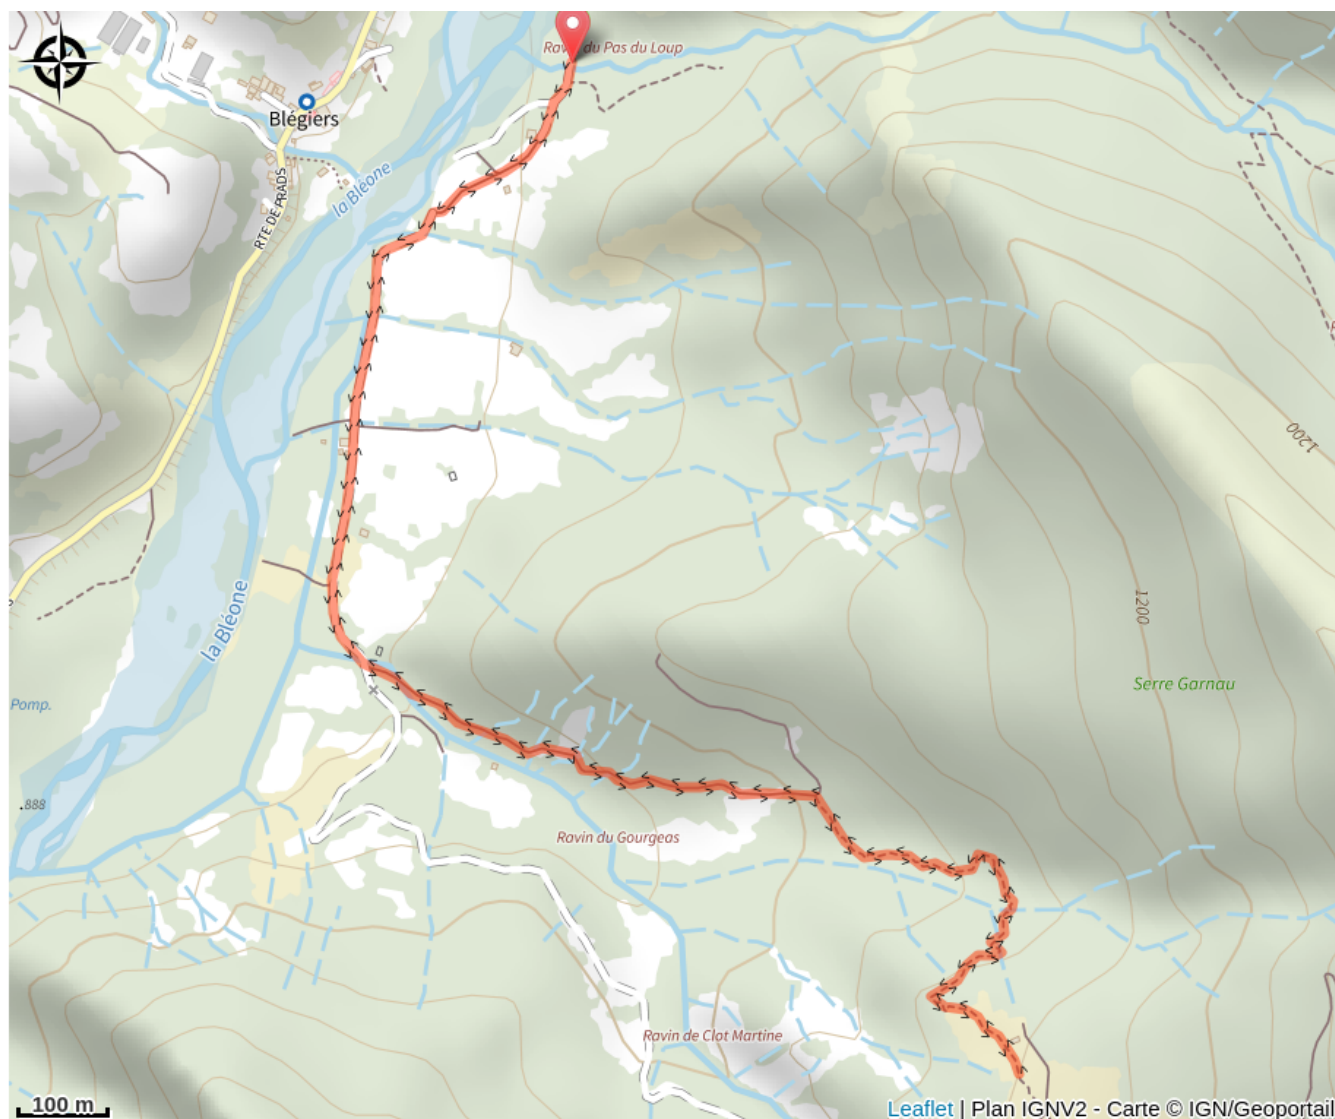 Ravin du Pas du Loup
Blégiers
la Bléone
RTE DE PRADS
1200
1200
la Bléone
Serre Garnau
Pomp.
.888
Ravin du Gourgeas
Ravin de Clot Martine
100 m
Leaflet | Plan IGNV2 - Carte © IGN/Geoportail